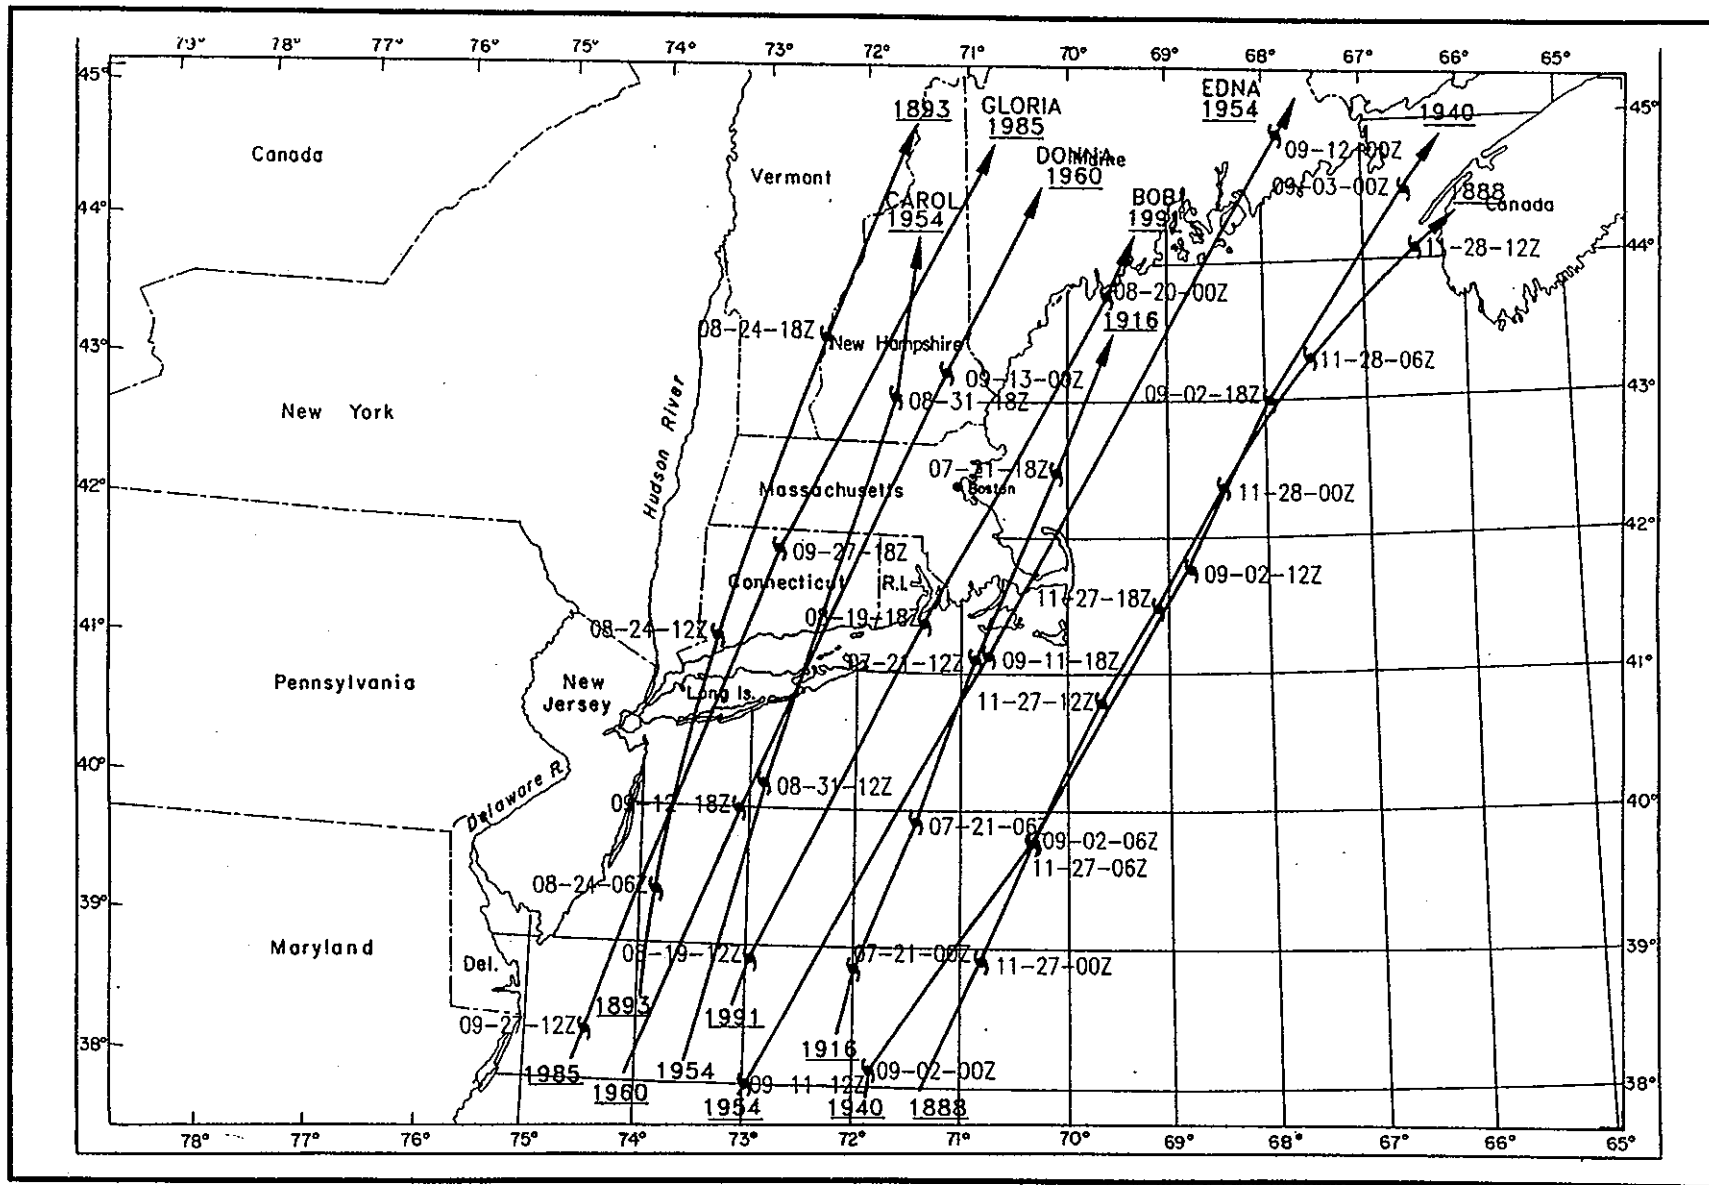 79° 78° 77° 76° 75° 74° 73° 72° 71° 70° 69° 68° 67° 66° 65°
45°
44°
43°
42°
41°
40°
39°
38°
45°
44°
43°
42°
41°
40°
39°
38°
78° 77° 76° 75° 74° 73° 72° 71° 70° 69° 68° 67° 66° 65°
1893
GLORIA
1985
DONNA
1960
CAROL
1954
BOB
1991
1916
EDNA
1954
1940
1888
Canada
Vermont
Maine
Canada
New York
Hudson River
New Hampshire
Massachusetts
Boston
Connecticut
R.I.
Pennsylvania
New
Jersey
Long Is.
Delaware R.
Maryland
Del.
09-12-00Z
09-03-00Z
11-28-12Z
08-20-00Z
08-24-18Z
11-28-06Z
09-13-00Z
08-31-18Z
09-02-18Z
07-21-18Z
11-28-00Z
09-27-18Z
09-02-12Z
11-27-18Z
08-19-18Z
08-24-12Z
07-21-12Z
09-11-18Z
11-27-12Z
08-31-12Z
09-12-18Z
07-21-06Z
09-02-06Z
11-27-06Z
08-24-06Z
08-19-12Z
07-21-00Z
11-27-00Z
09-27-12Z
09-11-12Z
09-02-00Z
1893
1991
1916
1985
1960
1954
1954
1940
1888